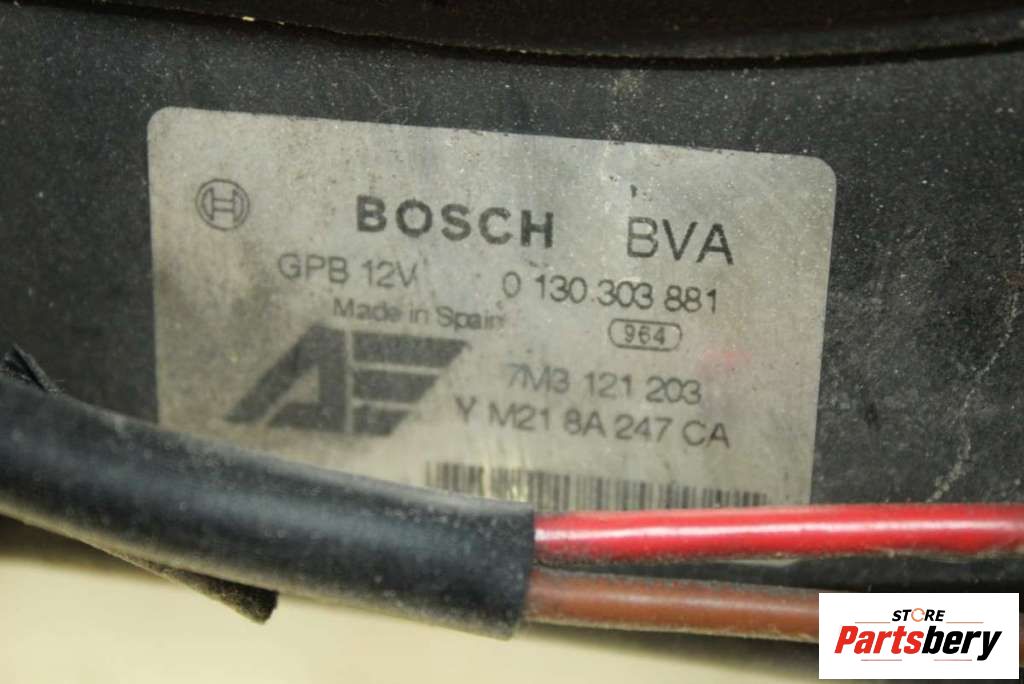 BOSCH BVA
GPB 12V 0 130 303 881
Made in Spain
964
7M3 121 203
YM21 8A 247 CA
STORE
Partsbery